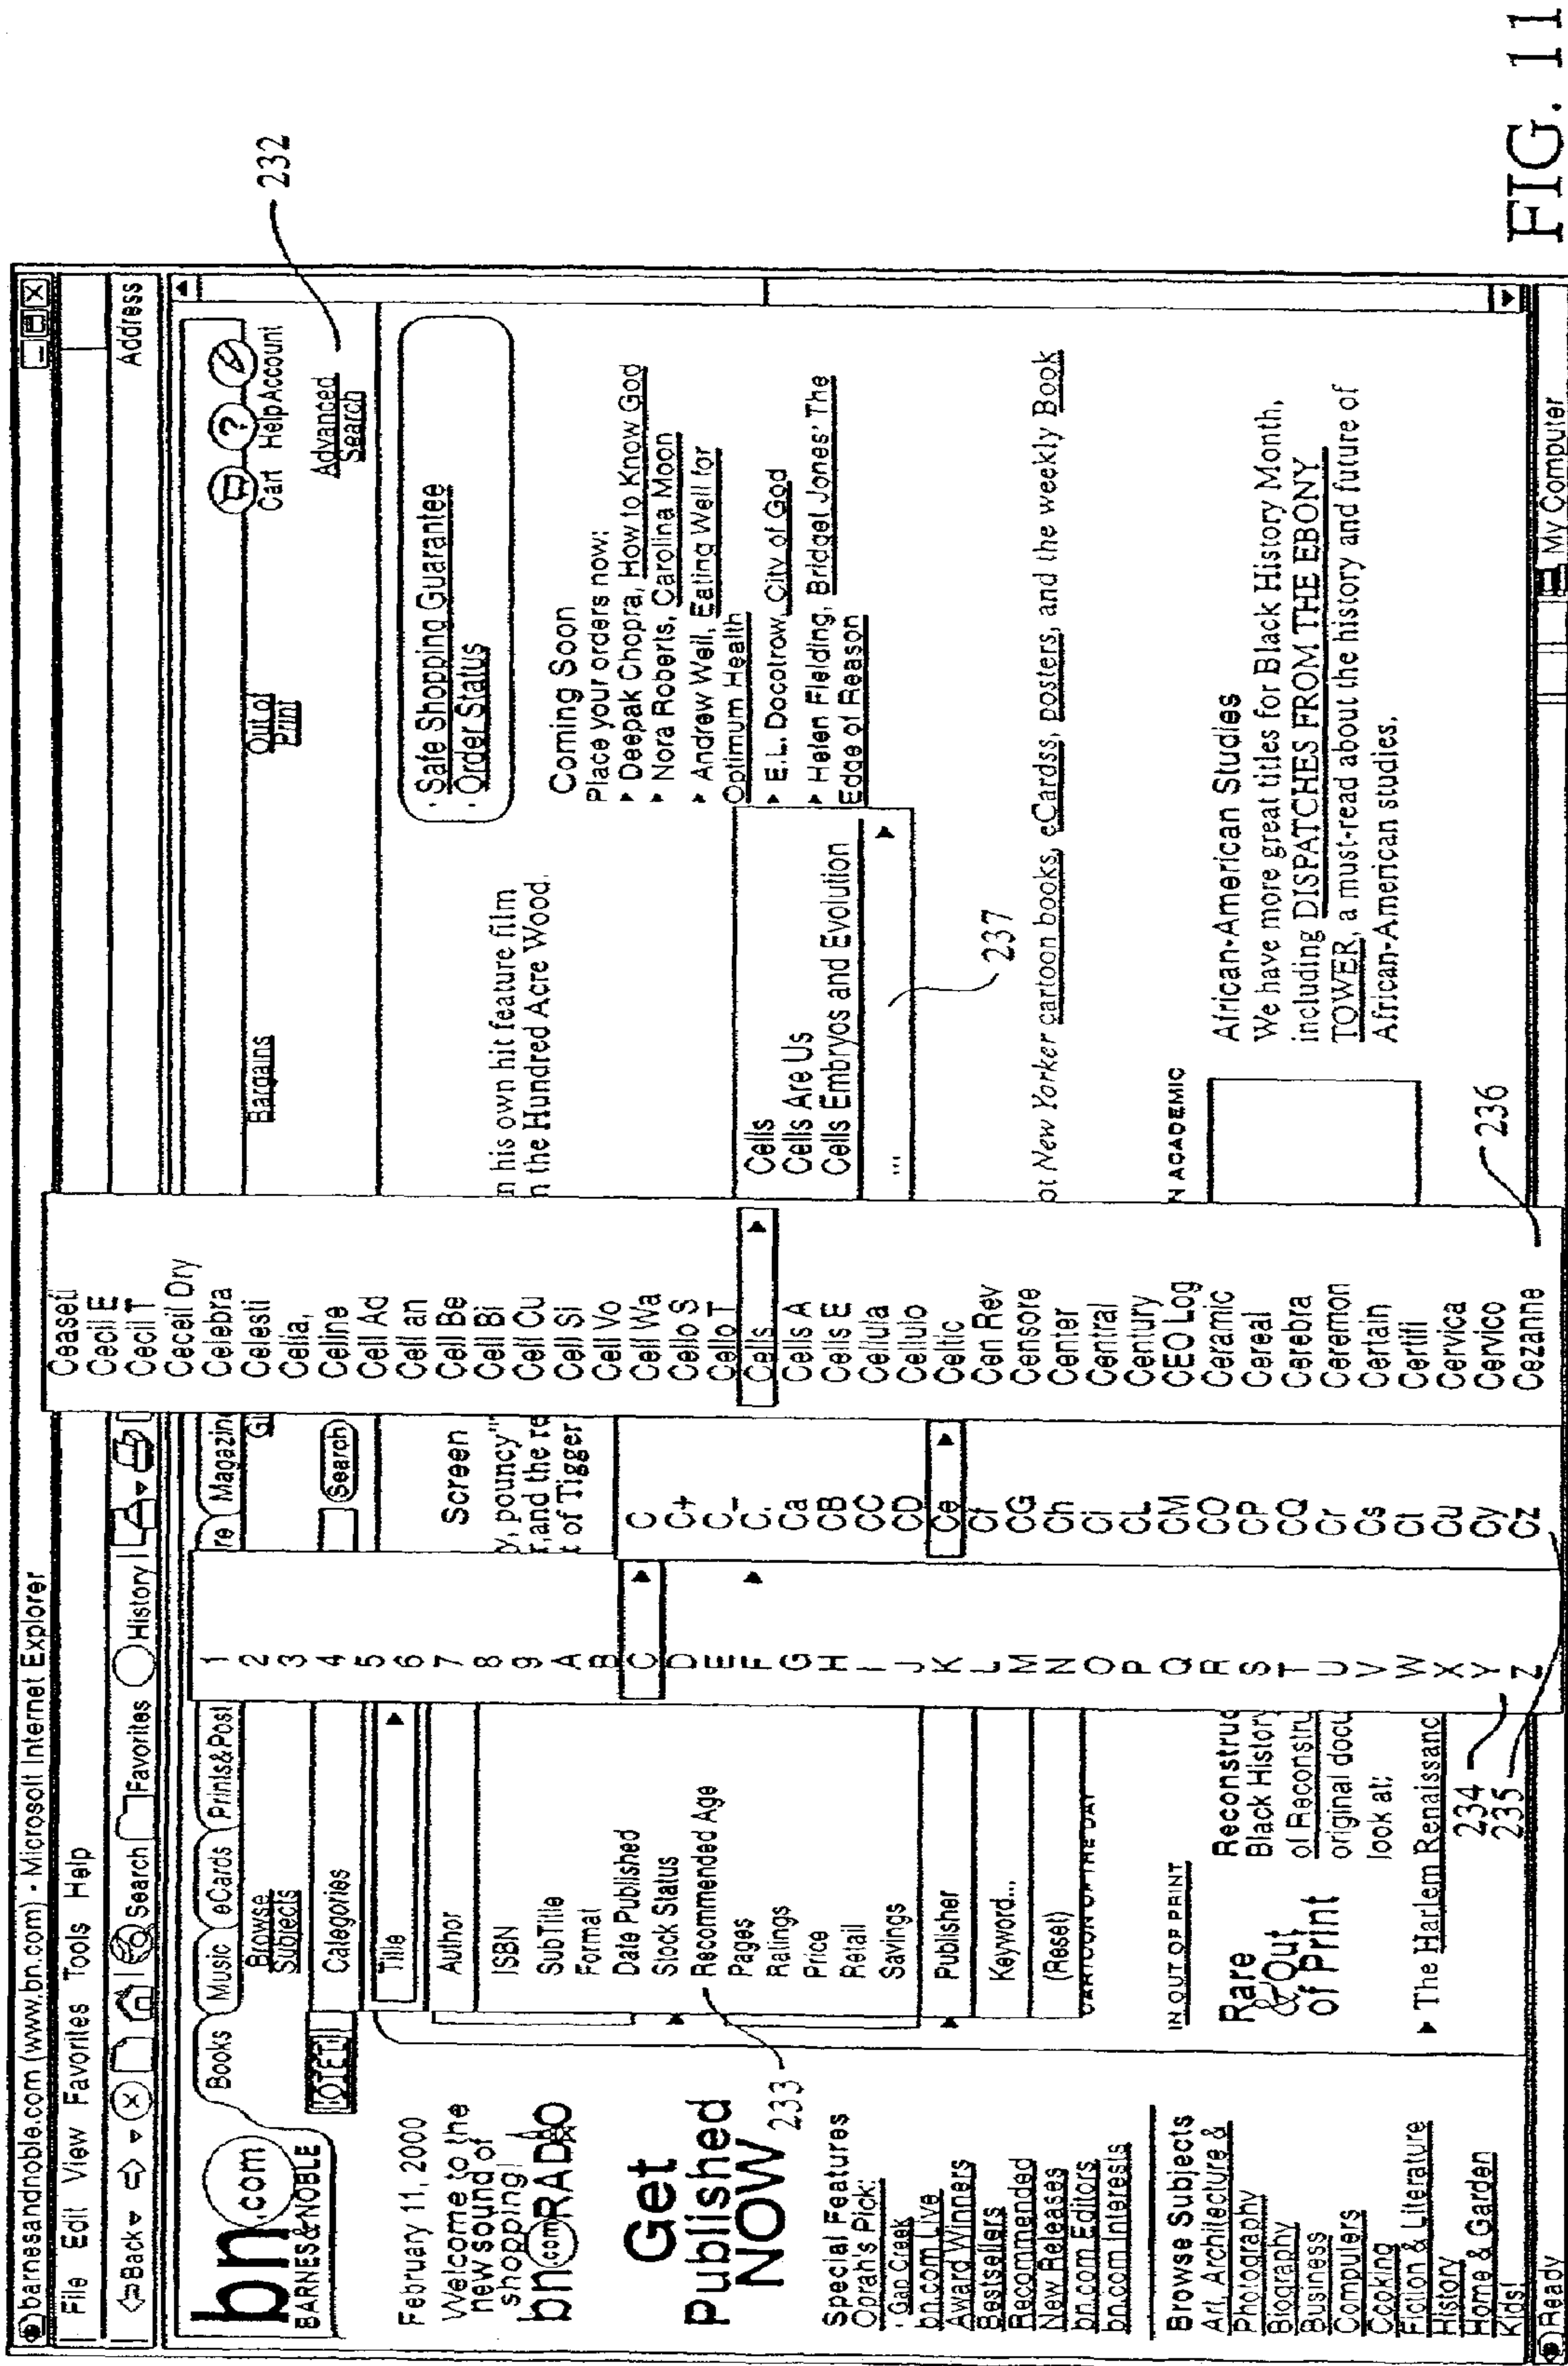 barnesandnoble.com (www.bn.com) - Microsoft Internet Explorer
File Edit View Favorites Tools Help
Back Search Favorites History
Address
bn.com
BARNES&NOBLE
Books Music eCards Prints&Post re Magazin
Browse
Subjects
Bargains
Out of
Print
Cart Help Account
Search
Advanced
Search
232
February 11, 2000
Welcome to the
new sound of
shopping!
bn.com RADIO
Get
Published
NOW
233
Special Features
Oprah's Pick:
· Gap Creek
bn.com Live
Award Winners
Bestsellers
Recommended
New Releases
bn.com Editors
bn.com Interests
Browse Subjects
Art, Architecture &
Photography
Biography
Business
Computers
Cooking
Fiction & Literature
History
Home & Garden
Kids!
Categories
Title
Author
ISBN
SubTitle
Format
Date Published
Stock Status
Recommended Age
Pages
Ratings
Price
Retail
Savings
Publisher
Keyword...
(Reset)
CARTOON OF THE DAY
IN OUT OF PRINT
Rare
&Out
of Print
Reconstruc
Black History
of Reconstru
original docu
look at:
▸ The Harlem Renaissanc
234
235
1
2
3
4
5
6
7
8
9
A
B
C
D
E
F
G
H
I
J
K
L
M
N
O
P
Q
R
S
T
U
V
W
X
Y
Z
Screen
y, pouncy"
r, and the re
t of Tigger
C
C+
C-
C.
Ca
CB
CC
CD
Ce
Cf
CG
Ch
Ci
CL
CM
CO
CP
CQ
Cr
Cs
Ct
Cu
Cy
Cz
Ceaseti
Cecil E
Cecil T
Ceceil Dry
Celebra
Celesti
Celia,
Celine
Cell Ad
Cell an
Cell Be
Cell Bi
Cell Cu
Cell Si
Cell Vo
Cell Wa
Cello S
Cello T
Cells
Cells A
Cells E
Cellula
Cellulo
Celtic
Cen Rev
Censore
Center
Central
Century
CEO Log
Ceramic
Cereal
Cerebra
Ceremon
Certain
Certifi
Cervica
Cervico
Cezanne
236
n his own hit feature film
n the Hundred Acre Wood.
Cells
Cells Are Us
Cells Embryos and Evolution
...
237
· Safe Shopping Guarantee
· Order Status
Coming Soon
Place your orders now:
▸ Deepak Chopra, How to Know God
▸ Nora Roberts, Carolina Moon
▸ Andrew Weil, Eating Well for
Optimum Health
▸ E.L. Docotrow, City of God
▸ Helen Fielding, Bridget Jones' The
Edge of Reason
of New Yorker cartoon books, eCardss, posters, and the weekly Book
N ACADEMIC
African-American Studies
We have more great titles for Black History Month,
including DISPATCHES FROM THE EBONY
TOWER, a must-read about the history and future of
African-American studies.
Ready
My Computer
FIG. 11